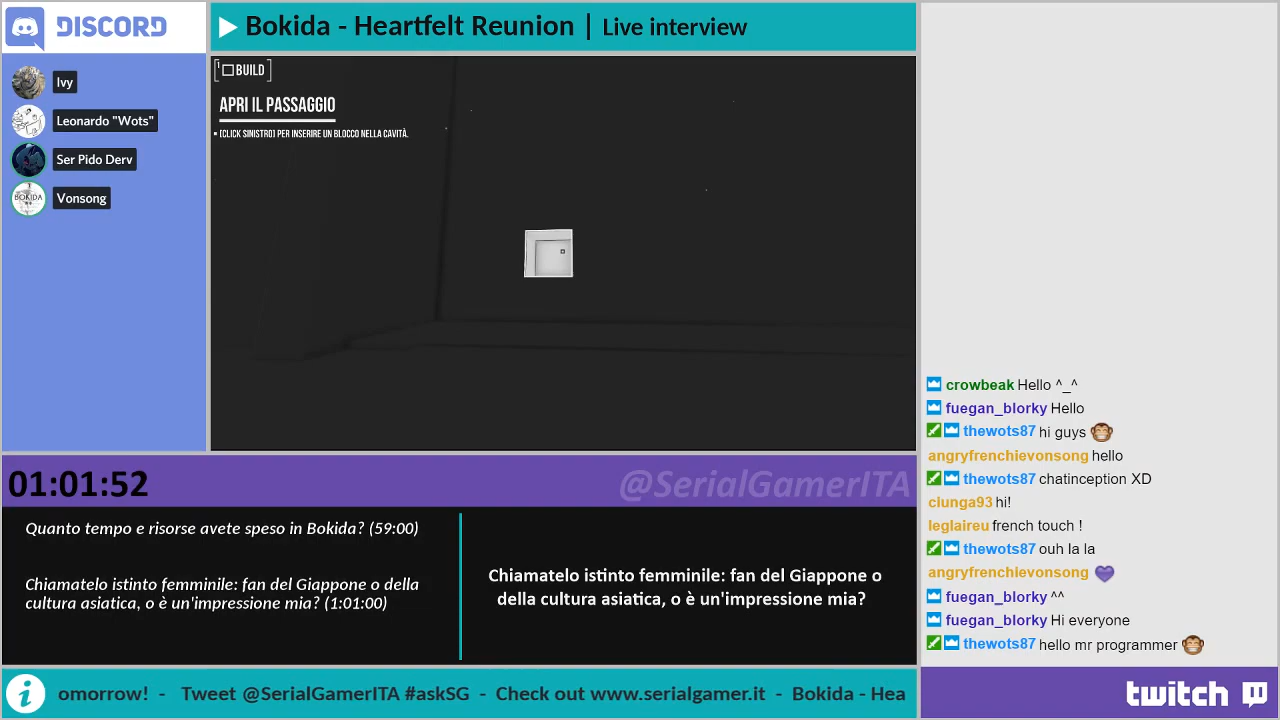 DISCORD
Ivy
Leonardo "Wots"
Ser Pido Derv
Vonsong
BOKIDA
Bokida - Heartfelt Reunion | Live interview
1 BUILD
APRI IL PASSAGGIO
[CLICK SINISTRO] PER INSERIRE UN BLOCCO NELLA CAVITÀ.
01:01:52
@SerialGamerITA
Quanto tempo e risorse avete speso in Bokida? (59:00)
Chiamatelo istinto femminile: fan del Giappone o della
cultura asiatica, o è un'impressione mia? (1:01:00)
Chiamatelo istinto femminile: fan del Giappone o
della cultura asiatica, o è un'impressione mia?
omorrow! - Tweet @SerialGamerITA #askSG - Check out www.serialgamer.it - Bokida - Hea
crowbeak Hello ^_^
fuegan_blorky Hello
thewots87 hi guys
angryfrenchievonsong hello
thewots87 chatinception XD
ciunga93 hi!
leglaireu french touch !
thewots87 ouh la la
angryfrenchievonsong
fuegan_blorky ^^
fuegan_blorky Hi everyone
thewots87 hello mr programmer
twitch